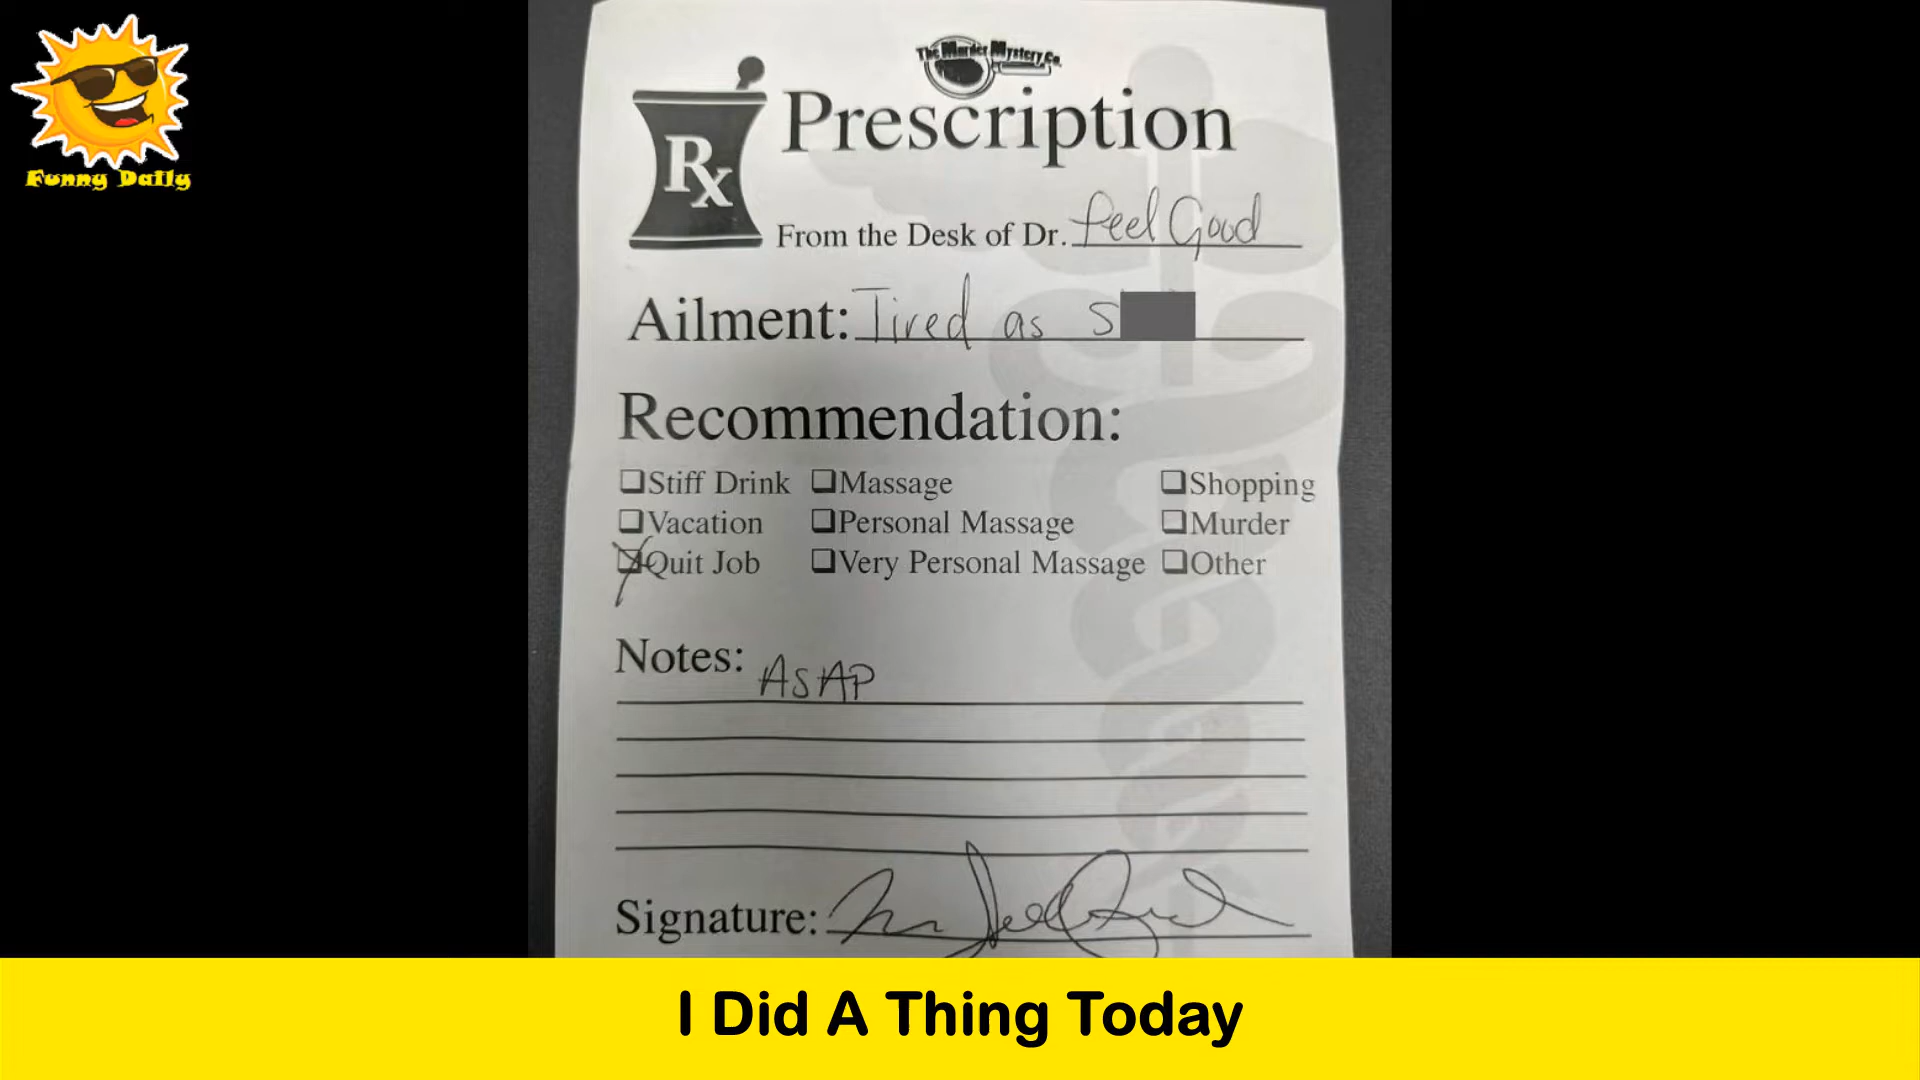 Funny Daily
The Murder Mystery Co.
Rx
Prescription
From the Desk of Dr. feel Good
Ailment: Tired as S
Recommendation:
❑Stiff Drink ❑Massage ❑Shopping
❑Vacation ❑Personal Massage ❑Murder
❑Quit Job ❑Very Personal Massage ❑Other
Notes: ASAP
Signature:
I Did A Thing Today